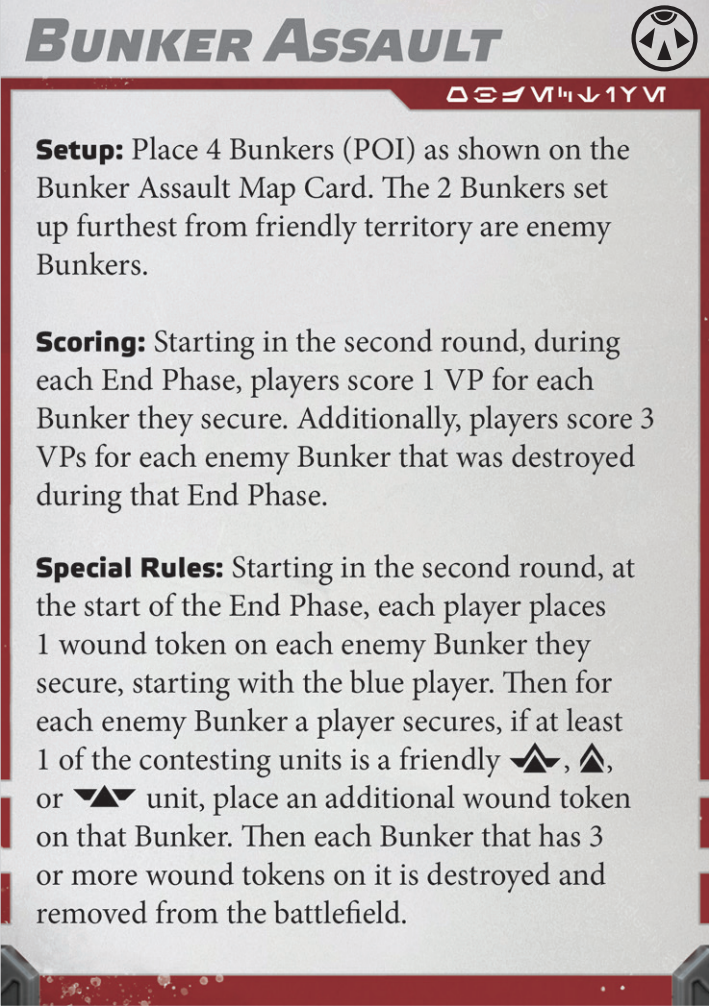 BUNKER ASSAULT
Setup: Place 4 Bunkers (POI) as shown on the
Bunker Assault Map Card. The 2 Bunkers set
up furthest from friendly territory are enemy
Bunkers.
Scoring: Starting in the second round, during
each End Phase, players score 1 VP for each
Bunker they secure. Additionally, players score 3
VPs for each enemy Bunker that was destroyed
during that End Phase.
Special Rules: Starting in the second round, at
the start of the End Phase, each player places
1 wound token on each enemy Bunker they
secure, starting with the blue player. Then for
each enemy Bunker a player secures, if at least
1 of the contesting units is a friendly , ,
or unit, place an additional wound token
on that Bunker. Then each Bunker that has 3
or more wound tokens on it is destroyed and
removed from the battlefield.